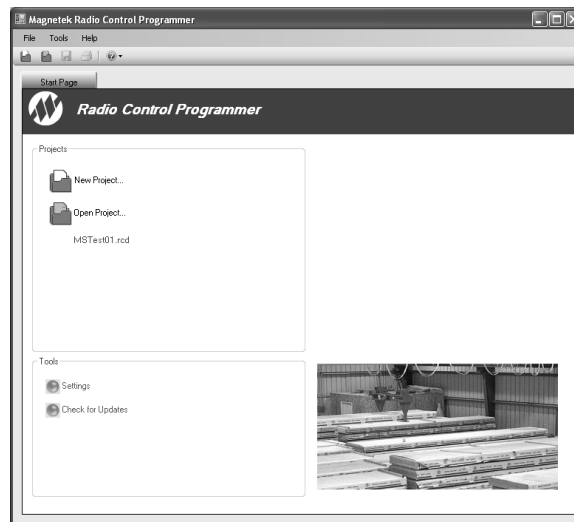 Magnetek Radio Control Programmer
File Tools Help
Start Page
Radio Control Programmer
Projects
New Project...
Open Project...
MSTest01.rcd
Tools
Settings
Check for Updates